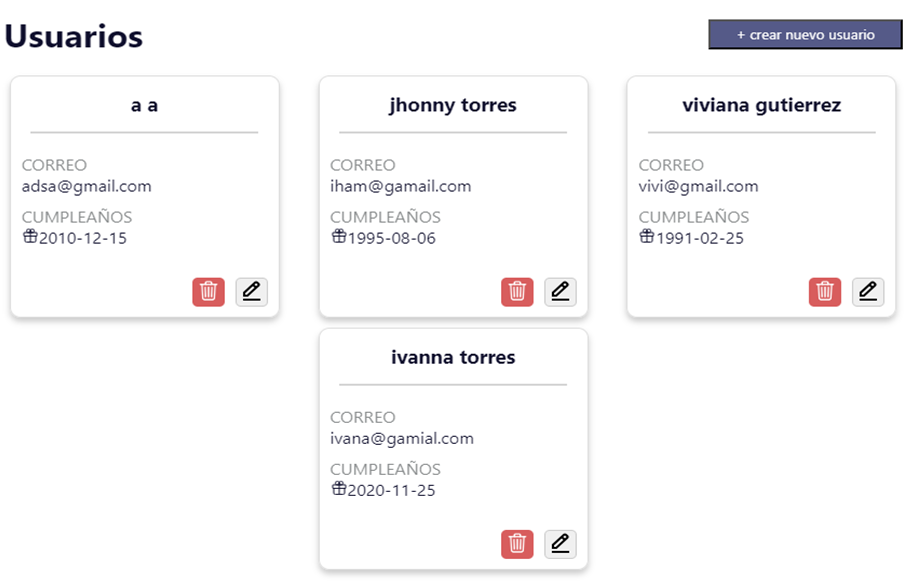 Usuarios
+ crear nuevo usuario
a a
CORREO
adsa@gmail.com
CUMPLEAÑOS
2010-12-15
jhonny torres
CORREO
iham@gamail.com
CUMPLEAÑOS
1995-08-06
viviana gutierrez
CORREO
vivi@gmail.com
CUMPLEAÑOS
1991-02-25
ivanna torres
CORREO
ivana@gamial.com
CUMPLEAÑOS
2020-11-25